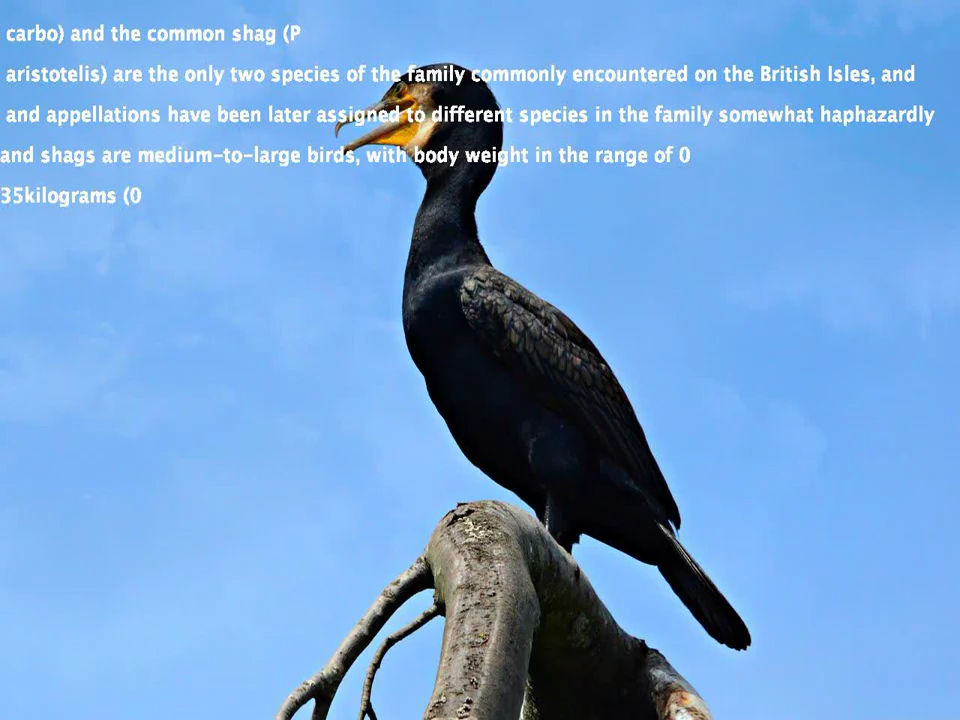 carbo) and the common shag (P
aristotelis) are the only two species of the family commonly encountered on the British Isles, and
and appellations have been later assigned to different species in the family somewhat haphazardly
and shags are medium-to-large birds, with body weight in the range of 0
35kilograms (0